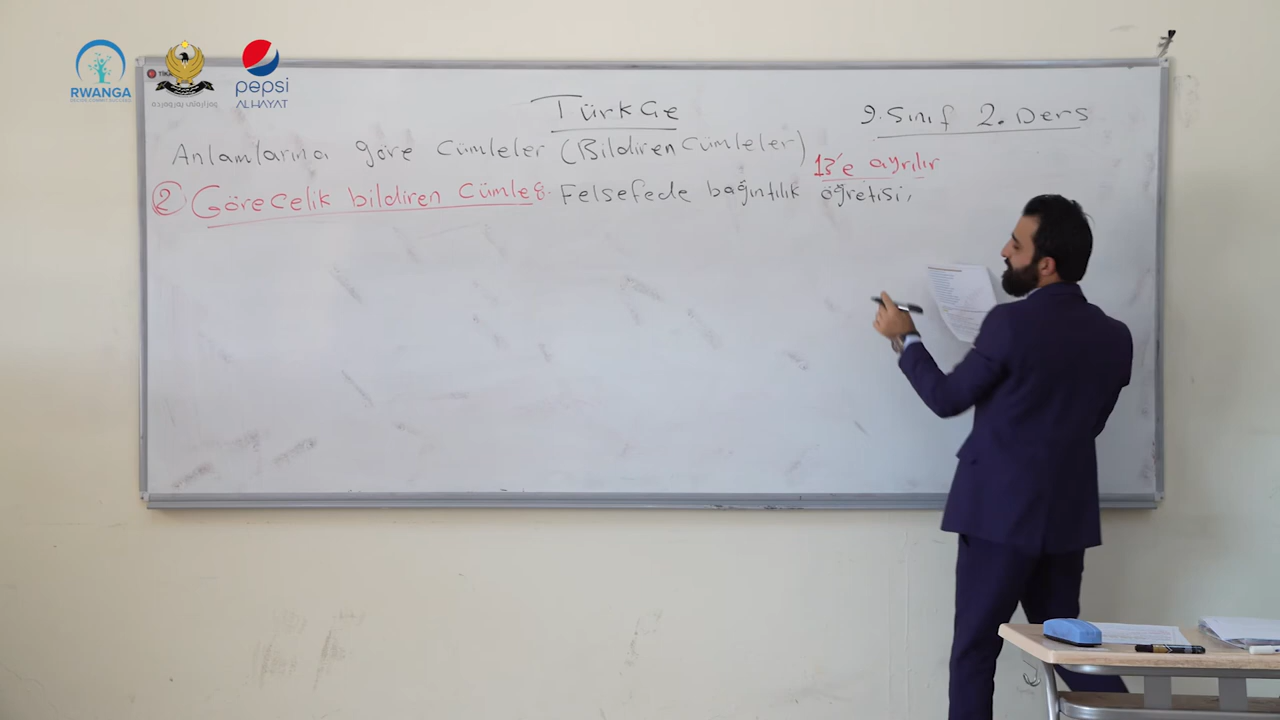 RWANGA
pepsi
ALHAYAT
Türkçe
9. Sınıf 2. Ders
Anlamlarına göre Cümleler (Bildiren Cümleler)
13'e ayrılır
② Görecelik bildiren Cümleş. Felsefede bağıntılık öğretisi,